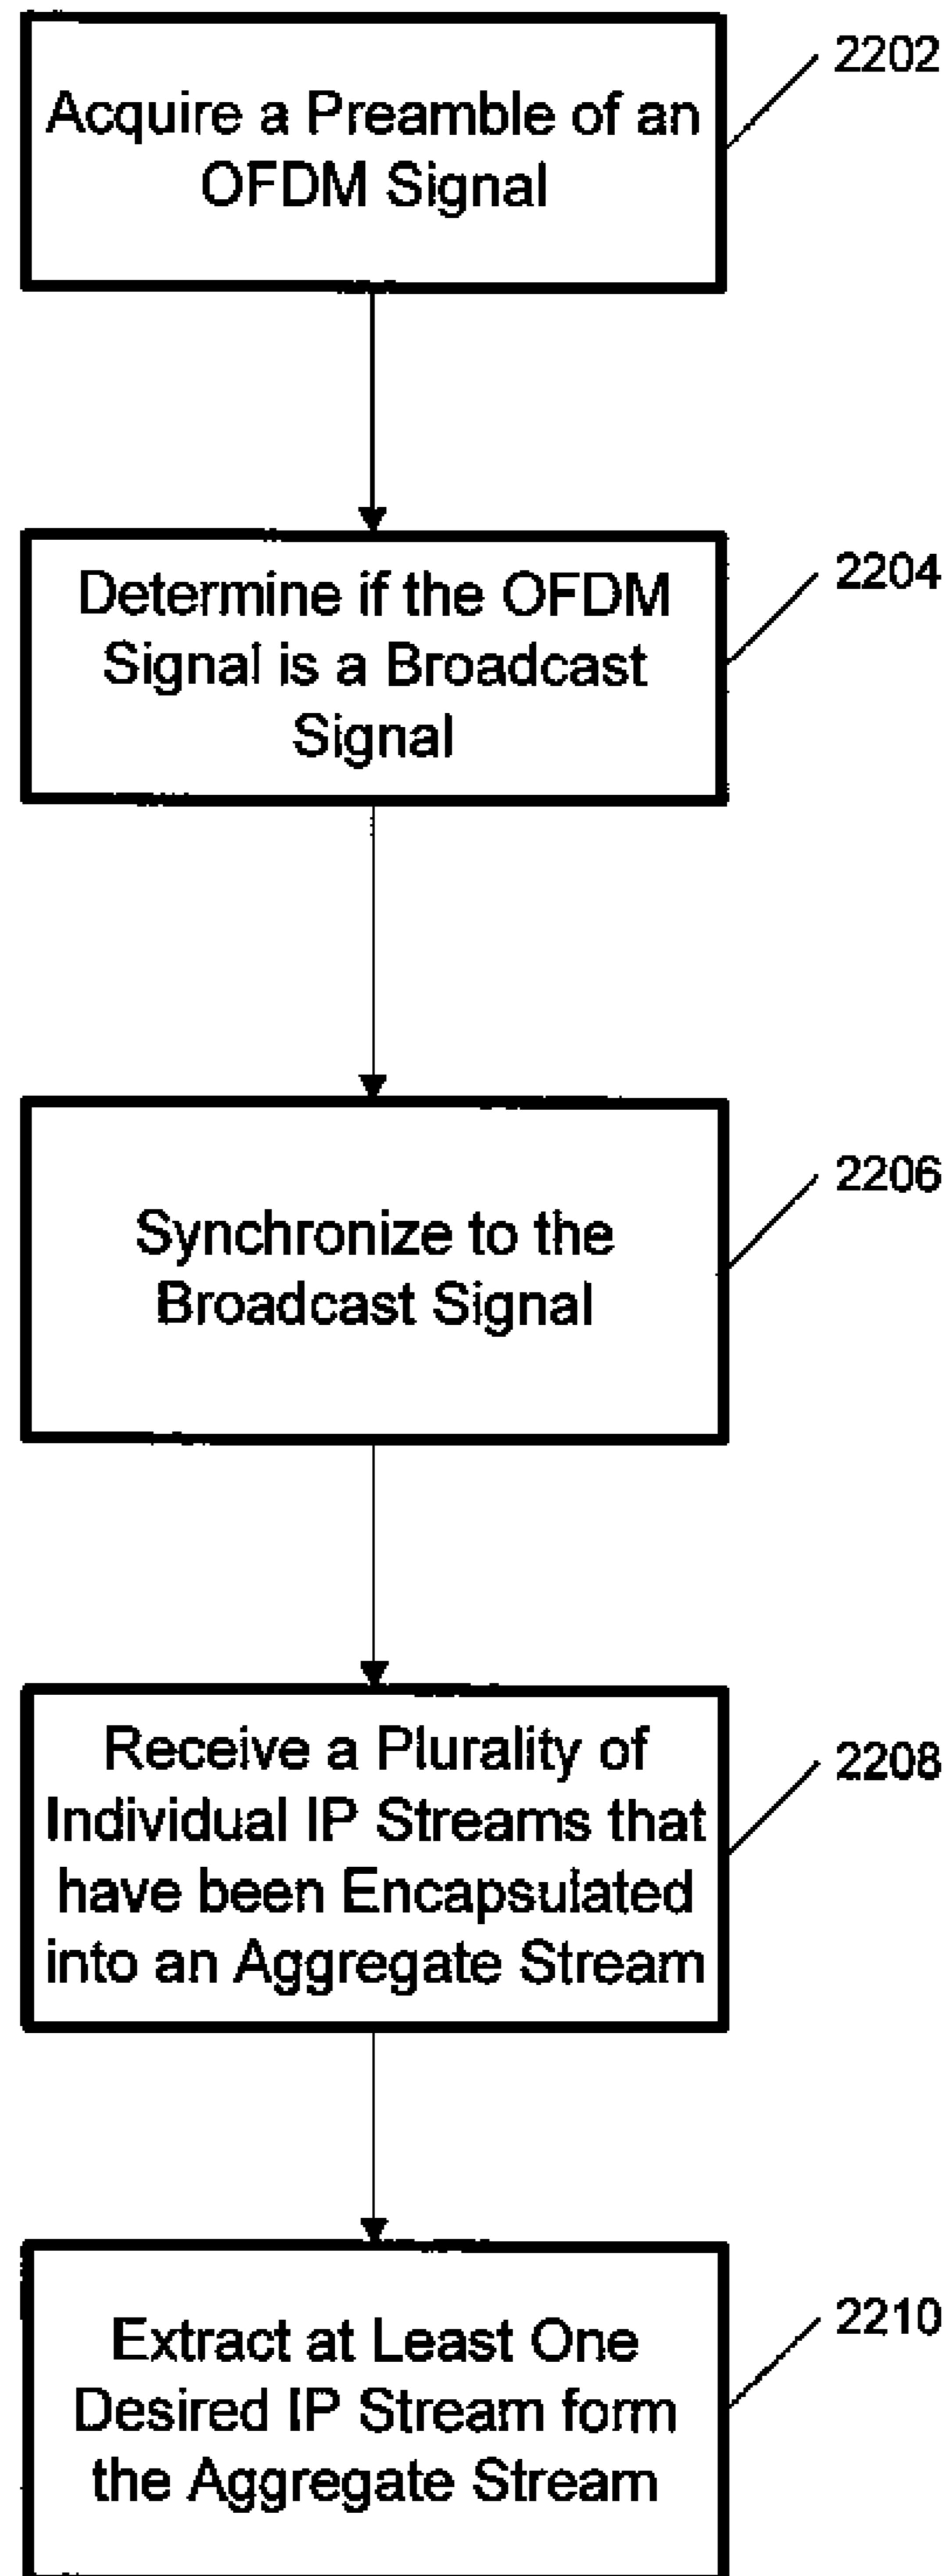 Acquire a Preamble of an
OFDM Signal
2202
Determine if the OFDM
Signal is a Broadcast
Signal
2204
Synchronize to the
Broadcast Signal
2206
Receive a Plurality of
Individual IP Streams that
have been Encapsulated
into an Aggregate Stream
2208
Extract at Least One
Desired IP Stream form
the Aggregate Stream
2210